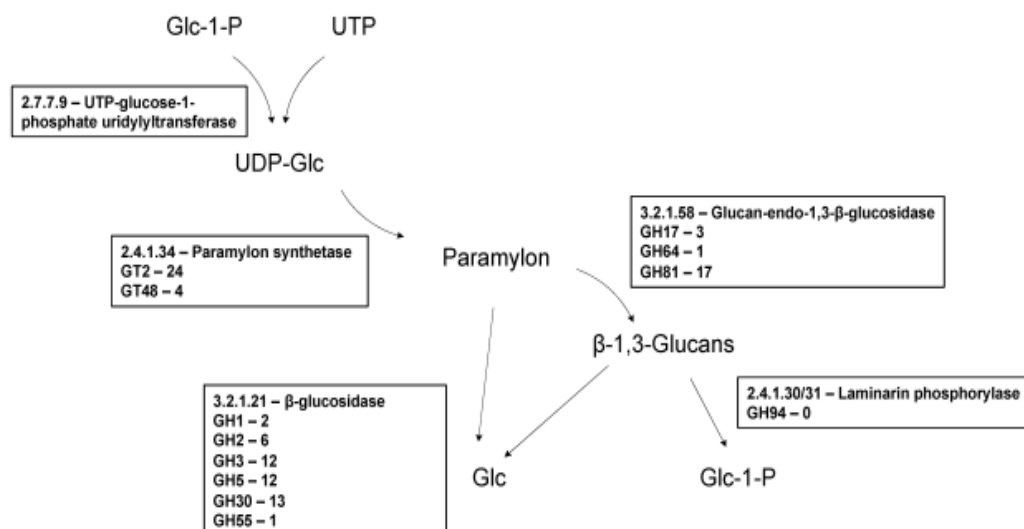 Glc-1-P
UTP
2.7.7.9 – UTP-glucose-1-
phosphate uridylyltransferase
UDP-Glc
3.2.1.58 – Glucan-endo-1,3-β-glucosidase
GH17 – 3
GH64 – 1
GH81 – 17
2.4.1.34 – Paramylon synthetase
GT2 – 24
GT48 – 4
Paramylon
β-1,3-Glucans
3.2.1.21 – β-glucosidase
GH1 – 2
GH2 – 6
GH3 – 12
GH5 – 12
GH30 – 13
GH55 – 1
2.4.1.30/31 – Laminarin phosphorylase
GH94 – 0
Glc
Glc-1-P